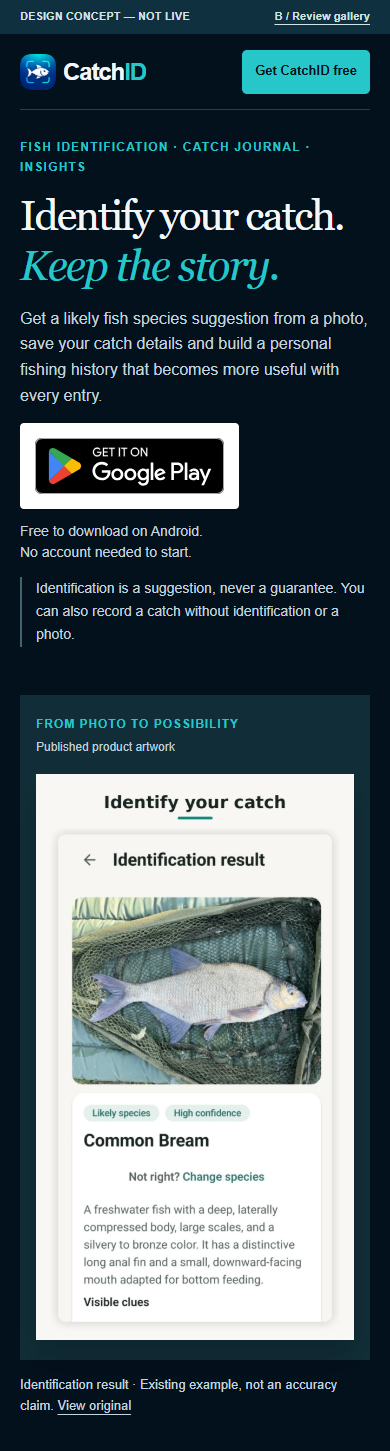 DESIGN CONCEPT — NOT LIVE
B / Review gallery
CatchID
Get CatchID free
FISH IDENTIFICATION · CATCH JOURNAL ·
INSIGHTS
Identify your catch.
Keep the story.
Get a likely fish species suggestion from a photo,
save your catch details and build a personal
fishing history that becomes more useful with
every entry.
GET IT ON
Google Play
Free to download on Android.
No account needed to start.
Identification is a suggestion, never a guarantee. You
can also record a catch without identification or a
photo.
FROM PHOTO TO POSSIBILITY
Published product artwork
Identify your catch
Identification result
Likely species
High confidence
Common Bream
Not right? Change species
A freshwater fish with a deep, laterally
compressed body, large scales, and a
silvery to bronze color. It has a distinctive
long anal fin and a small, downward-facing
mouth adapted for bottom feeding.
Visible clues
Identification result · Existing example, not an accuracy
claim. View original